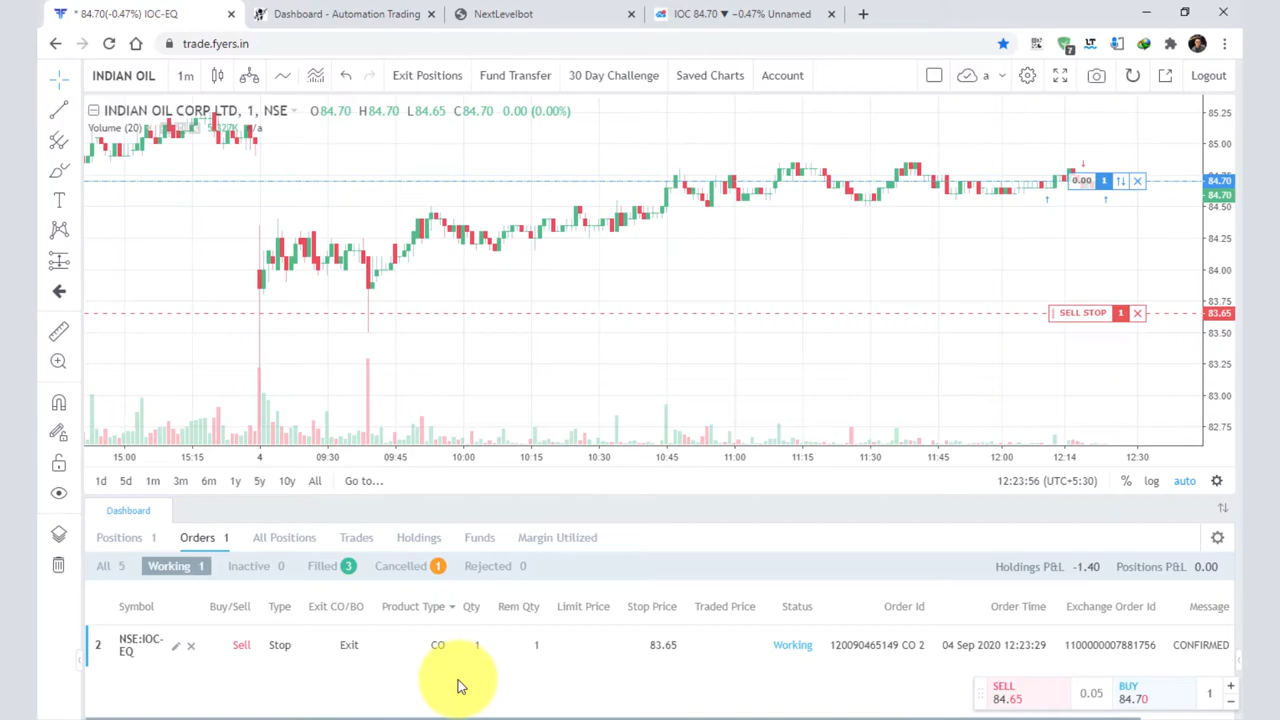 * 84.70(-0.47%) IOC-EQ
Dashboard - Automation Trading
NextLevelbot
IOC 84.70 ▼ −0.47% Unnamed
trade.fyers.in
7
LT
INDIAN OIL
1m
Exit Positions
Fund Transfer
30 Day Challenge
Saved Charts
Account
a
Logout
INDIAN OIL CORP LTD, 1, NSE
O84.70 H84.70 L84.65 C84.70 0.00 (0.00%)
Volume (20)
n/a
85.25
85.00
0.00 1
84.70
84.70
84.50
84.25
84.00
83.75
SELL STOP 1
83.65
83.50
83.25
83.00
82.75
15:00 15:15 4 09:30 09:45 10:00 10:15 10:30 10:45 11:00 11:15 11:30 11:45 12:00 12:14 12:30
1d 5d 1m 3m 6m 1y 5y 10y All Go to...
12:23:56 (UTC+5:30) % log auto
Dashboard
Positions 1 Orders 1 All Positions Trades Holdings Funds Margin Utilized
All 5 Working 1 Inactive 0 Filled 3 Cancelled 1 Rejected 0
Holdings P&L -1.40 Positions P&L 0.00
Symbol Buy/Sell Type Exit CO/BO Product Type Qty Rem Qty Limit Price Stop Price Traded Price Status Order Id Order Time Exchange Order Id Message
2 NSE:IOC-EQ Sell Stop Exit CO 1 1 83.65 Working 120090465149 CO 2 04 Sep 2020 12:23:29 1100000007881756 CONFIRMED
SELL
84.65
0.05
BUY
84.70
1